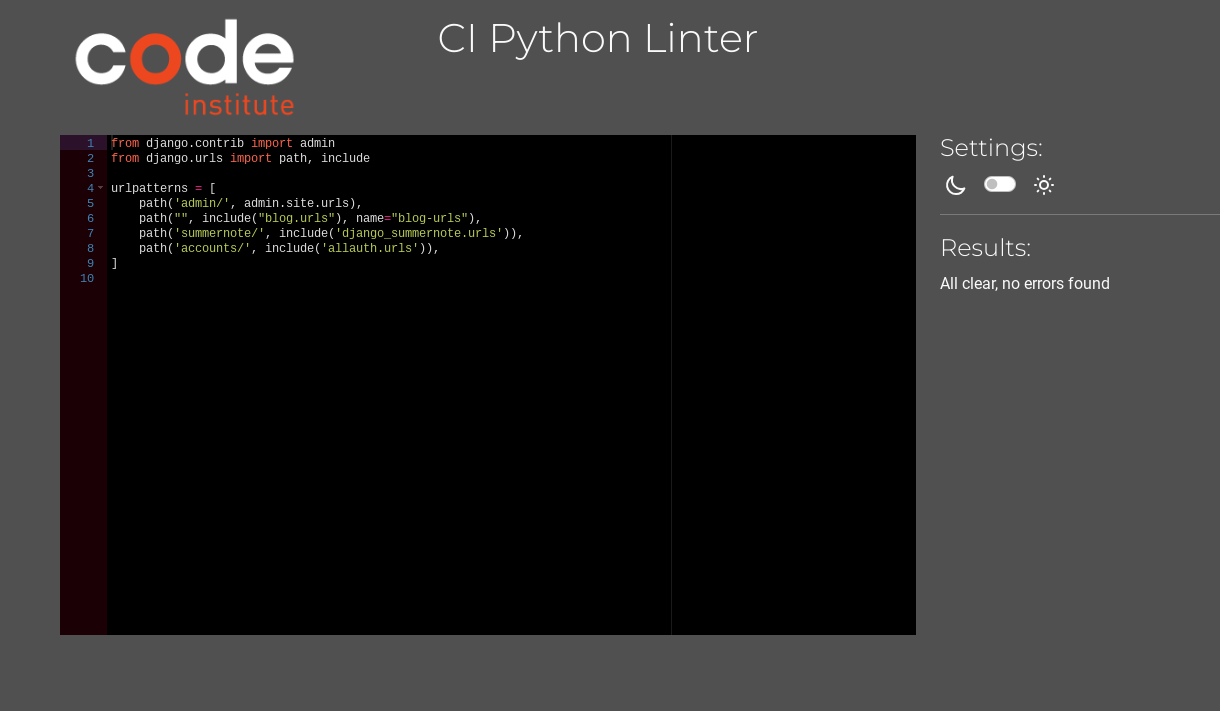 code
institute
CI Python Linter
1 from django.contrib import admin
2 from django.urls import path, include
3
4 urlpatterns = [
5     path('admin/', admin.site.urls),
6     path("", include("blog.urls"), name="blog-urls"),
7     path('summernote/', include('django_summernote.urls')),
8     path('accounts/', include('allauth.urls')),
9 ]
10
Settings:
Results:
All clear, no errors found